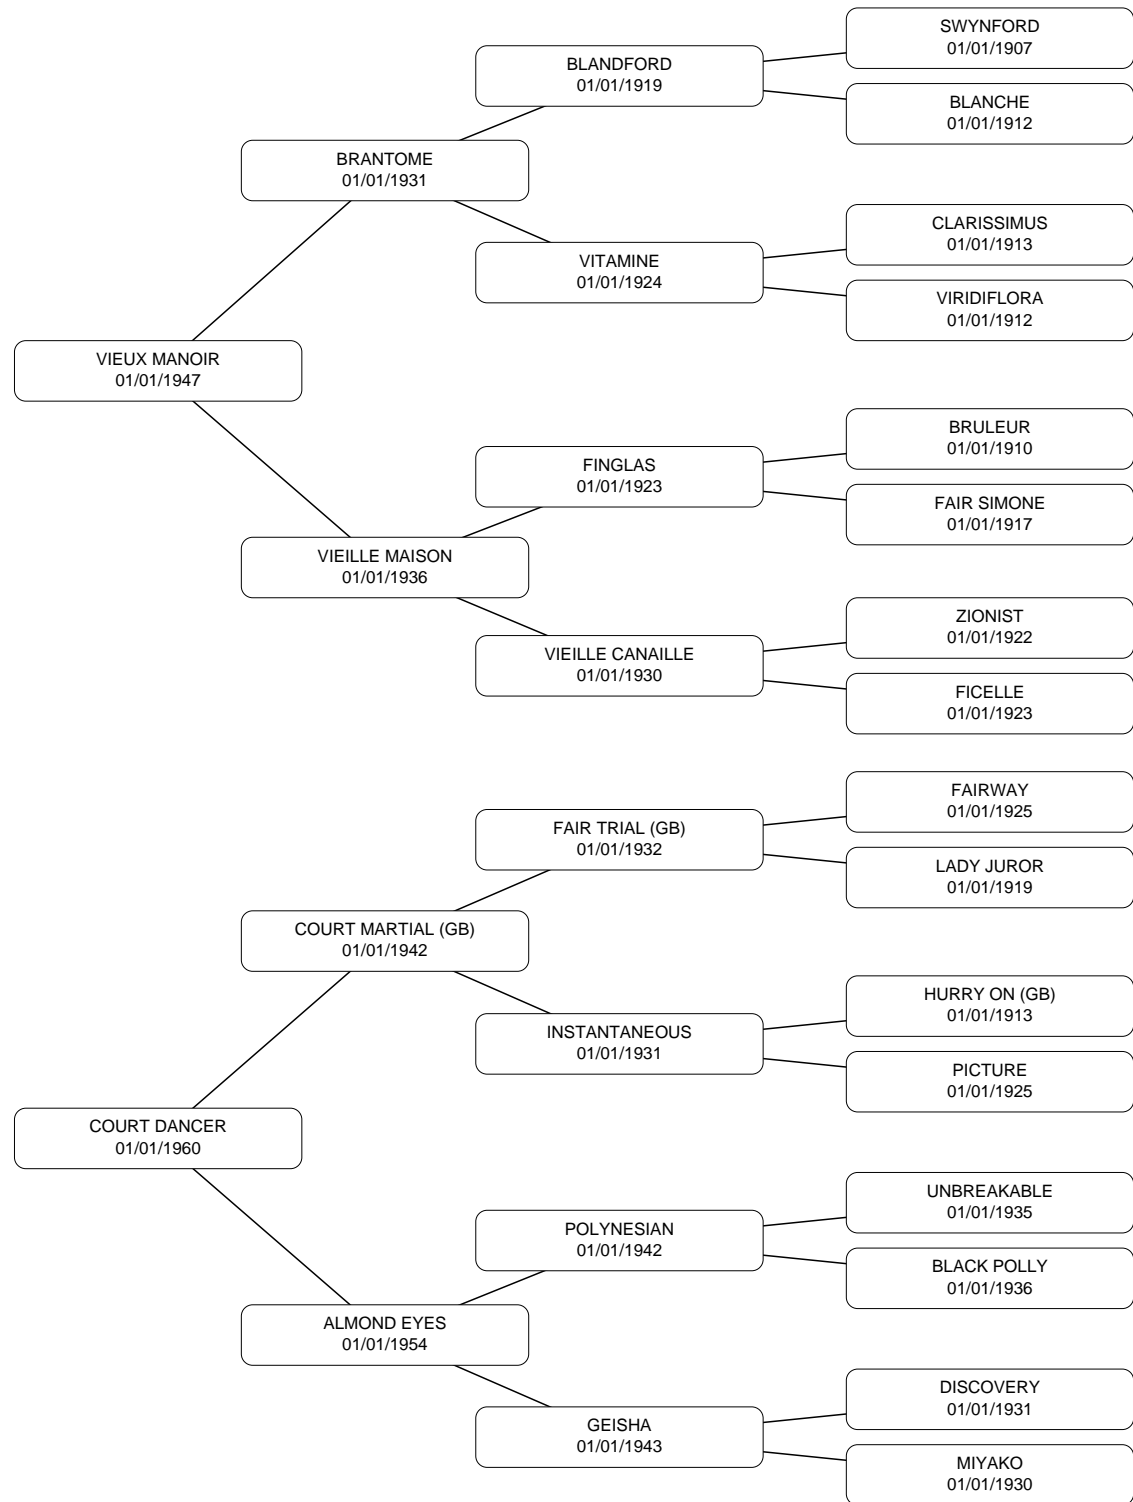 SWYNFORD
01/01/1907
BLANDFORD
01/01/1919
BLANCHE
01/01/1912
BRANTOME
01/01/1931
CLARISSIMUS
01/01/1913
VITAMINE
01/01/1924
VIRIDIFLORA
01/01/1912
VIEUX MANOIR
01/01/1947
BRULEUR
01/01/1910
FINGLAS
01/01/1923
FAIR SIMONE
01/01/1917
VIEILLE MAISON
01/01/1936
ZIONIST
01/01/1922
VIEILLE CANAILLE
01/01/1930
FICELLE
01/01/1923
FAIRWAY
01/01/1925
FAIR TRIAL (GB)
01/01/1932
LADY JUROR
01/01/1919
COURT MARTIAL (GB)
01/01/1942
HURRY ON (GB)
01/01/1913
INSTANTANEOUS
01/01/1931
PICTURE
01/01/1925
COURT DANCER
01/01/1960
UNBREAKABLE
01/01/1935
POLYNESIAN
01/01/1942
BLACK POLLY
01/01/1936
ALMOND EYES
01/01/1954
DISCOVERY
01/01/1931
GEISHA
01/01/1943
MIYAKO
01/01/1930